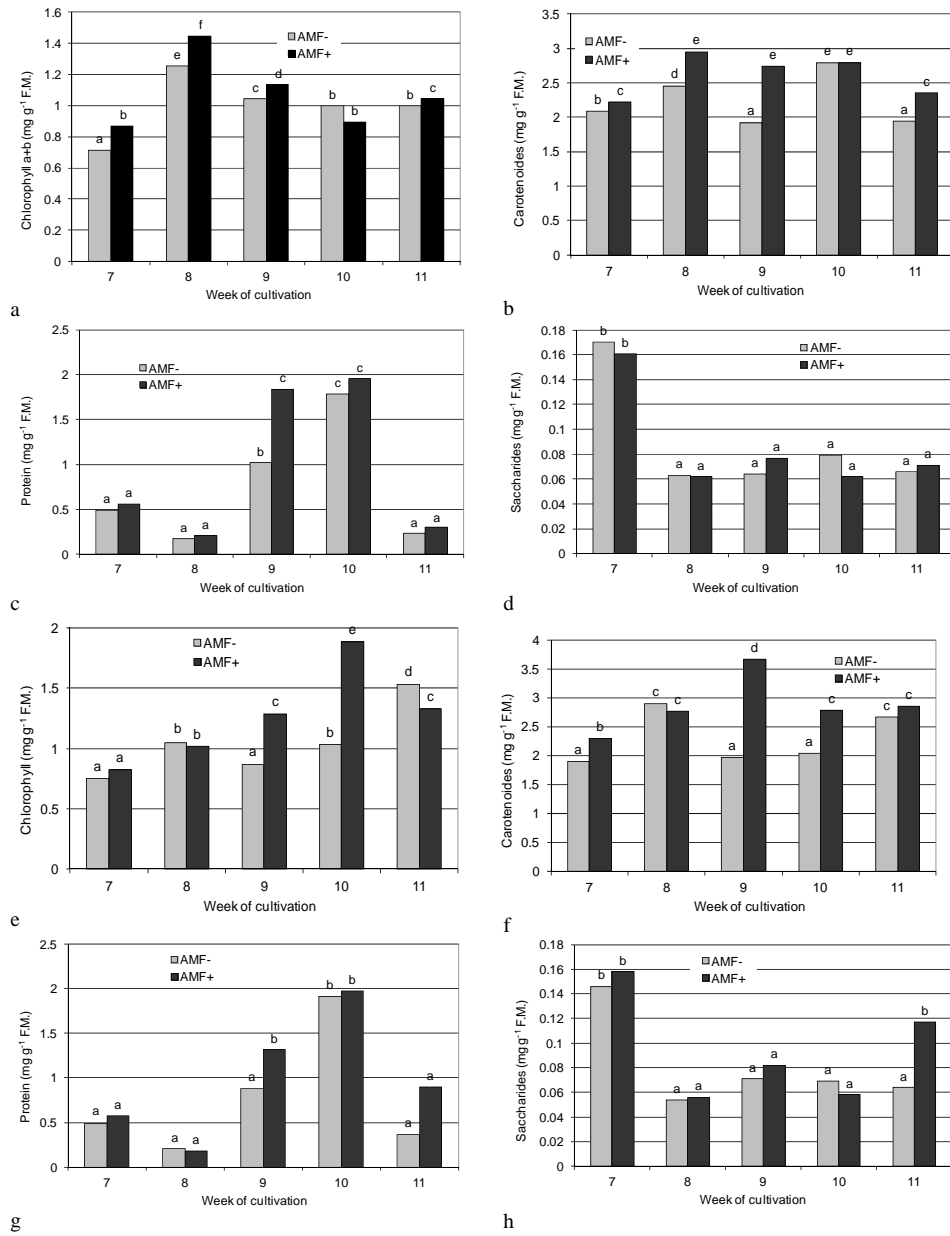 Chlorophyll a+b (mg g-1 F.M.)
1.6
1.4
1.2
1
0.8
0.6
0.4
0.2
0
AMF-
AMF+
a b e f c d b b b c
7 8 9 10 11
Week of cultivation
a
Carotenoides (mg g-1 F.M.)
3.5
3
2.5
2
1.5
1
0.5
0
AMF-
AMF+
b c d e a e e e a c
7 8 9 10 11
Week of cultivation
b
Protein (mg g-1 F.M.)
2.5
2
1.5
1
0.5
0
AMF-
AMF+
a a a a b c c c a a
7 8 9 10 11
Week of cultivation
c
Saccharides (mg g-1 F.M.)
0.18
0.16
0.14
0.12
0.1
0.08
0.06
0.04
0.02
0
AMF-
AMF+
b b a a a a a a a a
7 8 9 10 11
Week of cultivation
d
Chlorophyll (mg g-1 F.M.)
2
1.5
1
0.5
0
AMF-
AMF+
a a b b a c b e d c
7 8 9 10 11
Week of cultivation
e
Carotenoides (mg g-1 F.M.)
4
3.5
3
2.5
2
1.5
1
0.5
0
AMF-
AMF+
a b c c a d a c c c
7 8 9 10 11
Week of cultivation
f
Protein (mg g-1 F.M.)
2.5
2
1.5
1
0.5
0
AMF-
AMF+
a a a a a b b b a a
7 8 9 10 11
Week of cultivation
g
Saccharides (mg g-1 F.M.)
0.18
0.16
0.14
0.12
0.1
0.08
0.06
0.04
0.02
0
AMF-
AMF+
b b a a a a a a a b
7 8 9 10 11
Week of cultivation
h